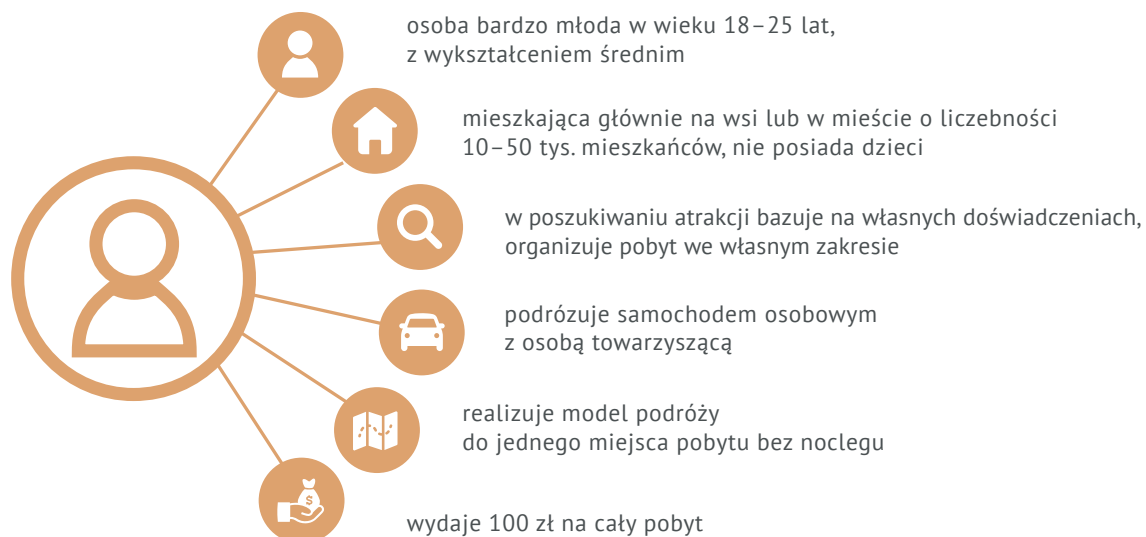 osoba bardzo młoda w wieku 18–25 lat,
z wykształceniem średnim
mieszkająca głównie na wsi lub w mieście o liczebności
10–50 tys. mieszkańców, nie posiada dzieci
w poszukiwaniu atrakcji bazuje na własnych doświadczeniach,
organizuje pobyt we własnym zakresie
podrózuje samochodem osobowym
z osobą towarzyszącą
realizuje model podróży
do jednego miejsca pobytu bez noclegu
$
wydaje 100 zł na cały pobyt